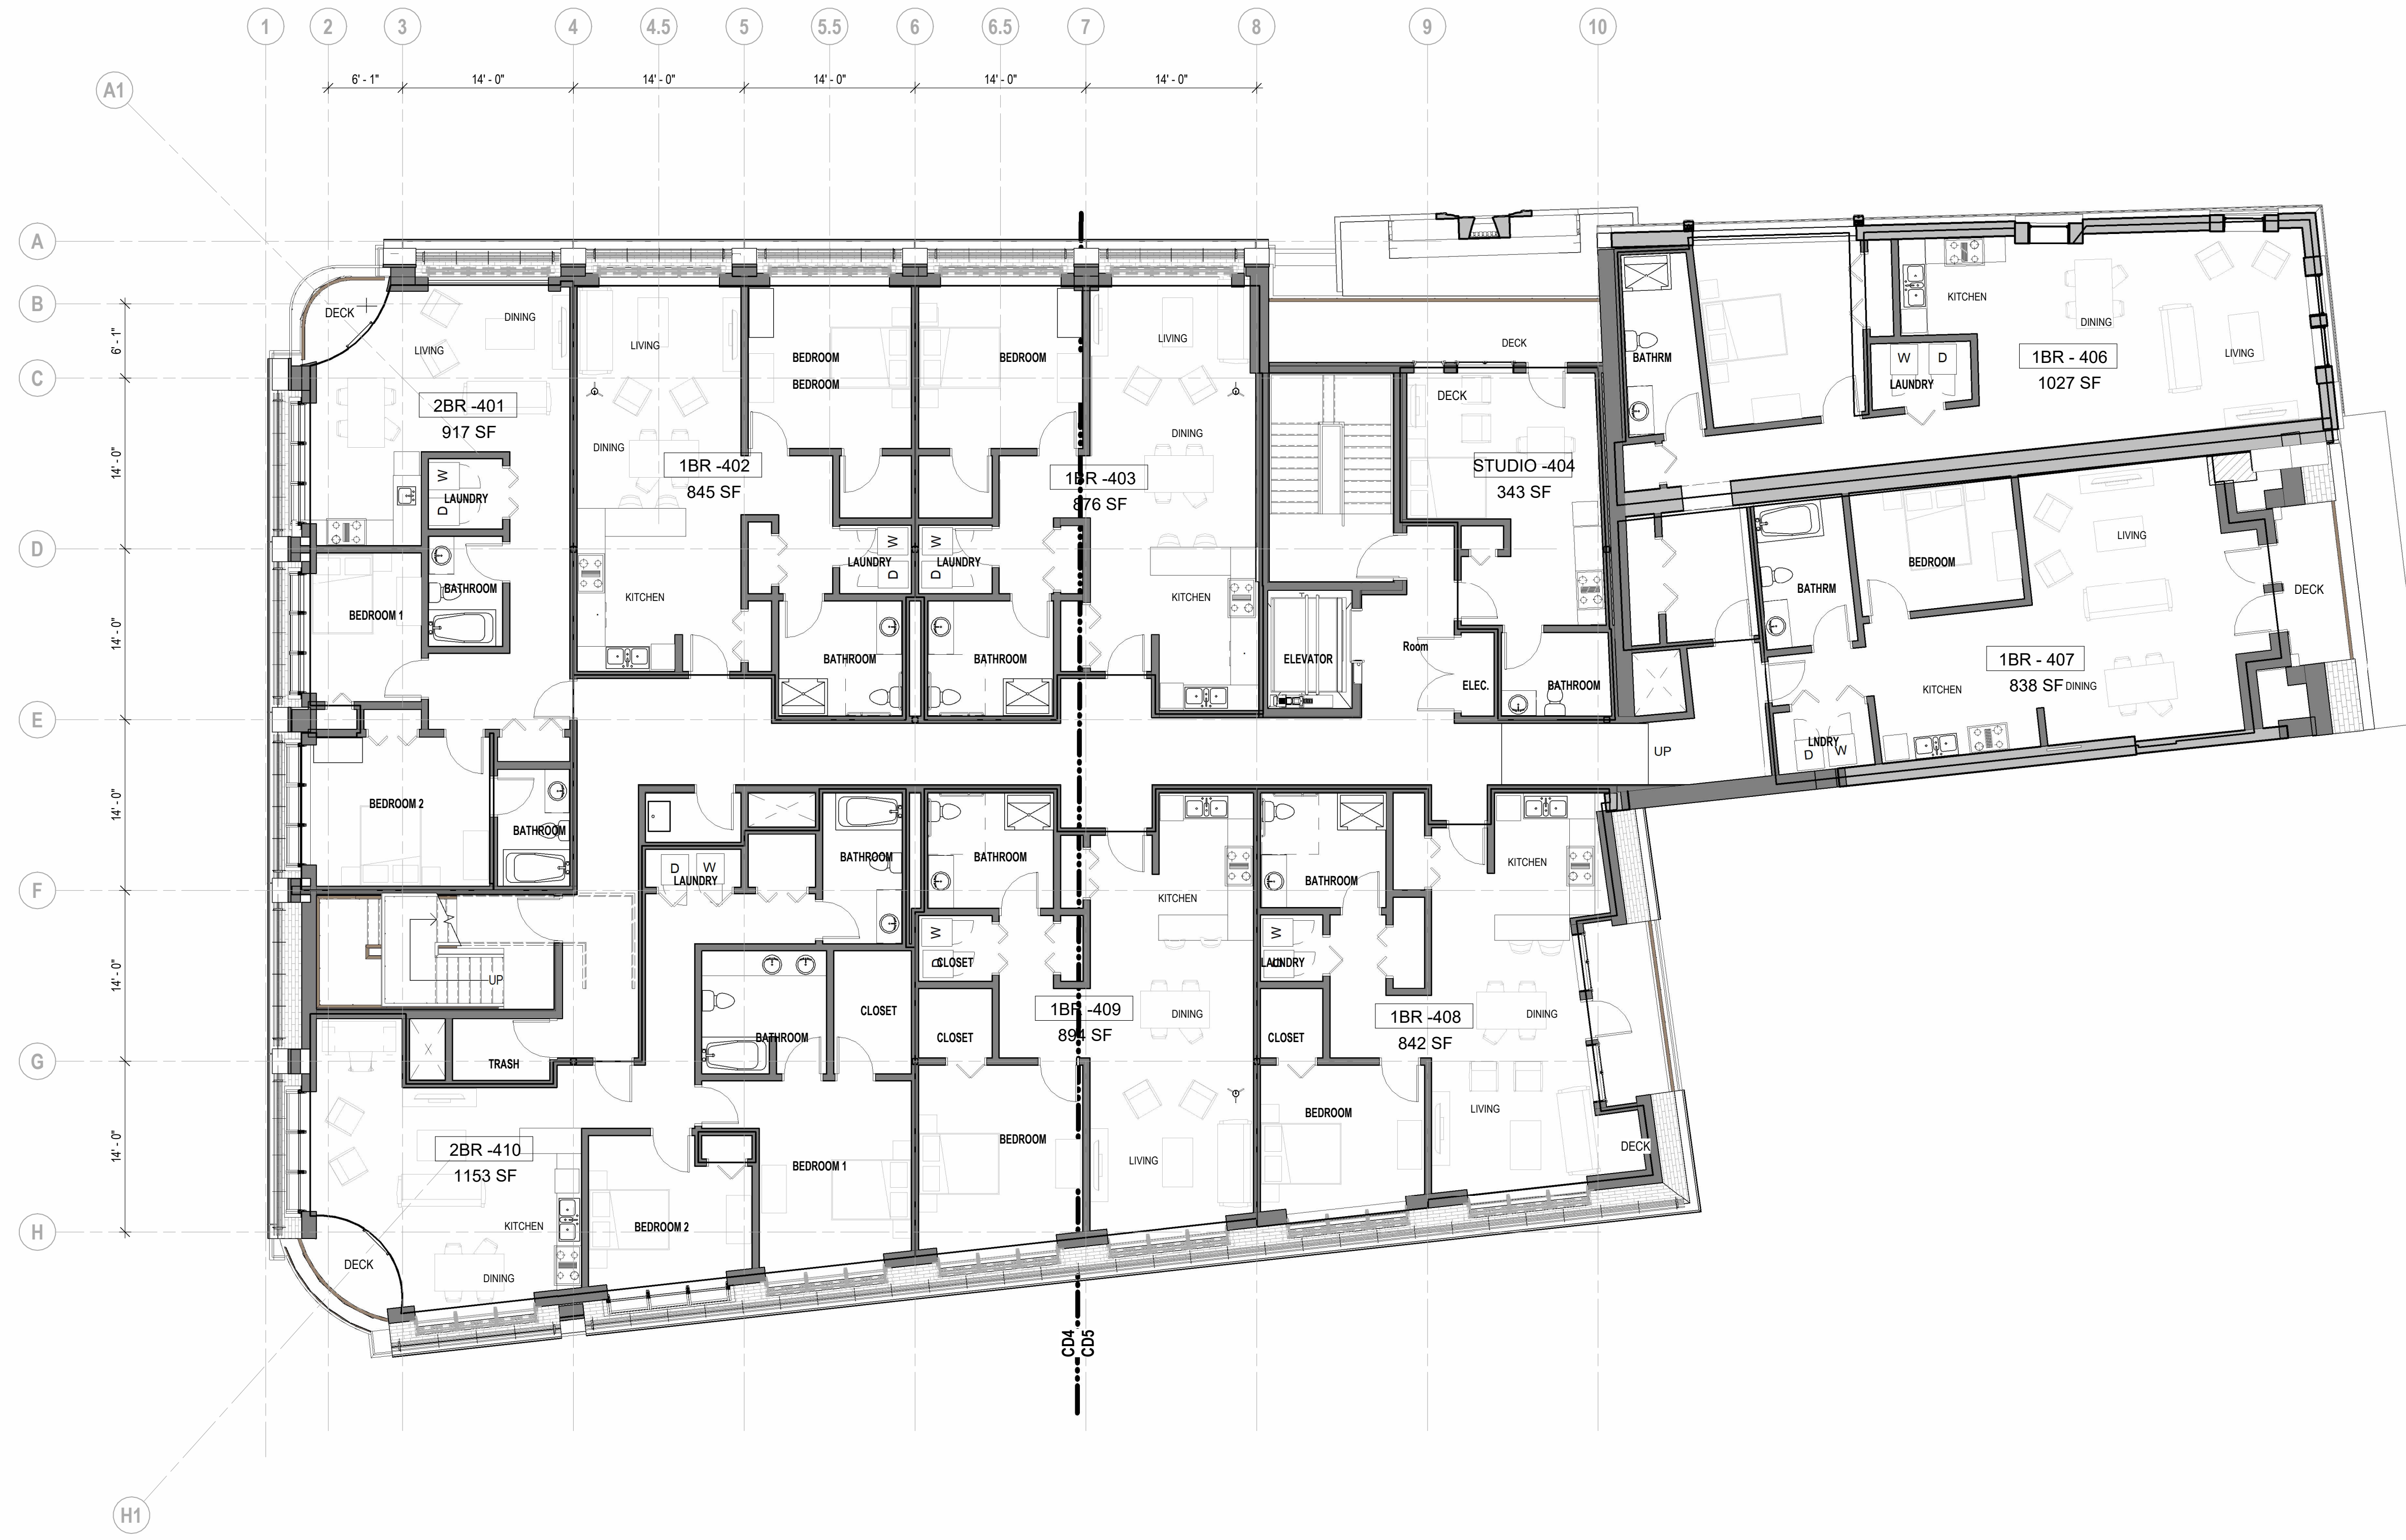 1
2
3
4
4.5
5
5.5
6
6.5
7
8
9
10
6' - 1"
14' - 0"
14' - 0"
14' - 0"
14' - 0"
14' - 0"
A1
A
B
C
D
E
F
G
H
H1
6' - 1"
14' - 0"
14' - 0"
14' - 0"
14' - 0"
14' - 0"
DECK
DINING
LIVING
2BR -401
917 SF
W
D
LAUNDRY
BATHROOM
BEDROOM 1
BEDROOM 2
BATHROOM
LIVING
DINING
1BR -402
845 SF
KITCHEN
BEDROOM
BEDROOM
W
D
LAUNDRY
BATHROOM
BEDROOM
W
D
LAUNDRY
BATHROOM
LIVING
DINING
1BR -403
876 SF
KITCHEN
DECK
DECK
STUDIO -404
343 SF
ELEVATOR
Room
ELEC.
BATHROOM
UP
BATHRM
W
D
LAUNDRY
KITCHEN
DINING
1BR - 406
1027 SF
LIVING
BATHRM
BEDROOM
LIVING
DECK
1BR - 407
838 SF
DINING
KITCHEN
LNDRY
D
W
UP
TRASH
D
W
LAUNDRY
BATHROOM
BATHROOM
CLOSET
2BR -410
1153 SF
KITCHEN
DINING
DECK
BEDROOM 2
BEDROOM 1
BATHROOM
W
D
CLOSET
CLOSET
1BR -409
894 SF
KITCHEN
DINING
BEDROOM
LIVING
BATHROOM
W
LAUNDRY
CLOSET
1BR -408
842 SF
KITCHEN
DINING
BEDROOM
LIVING
DECK
CD4
CD5